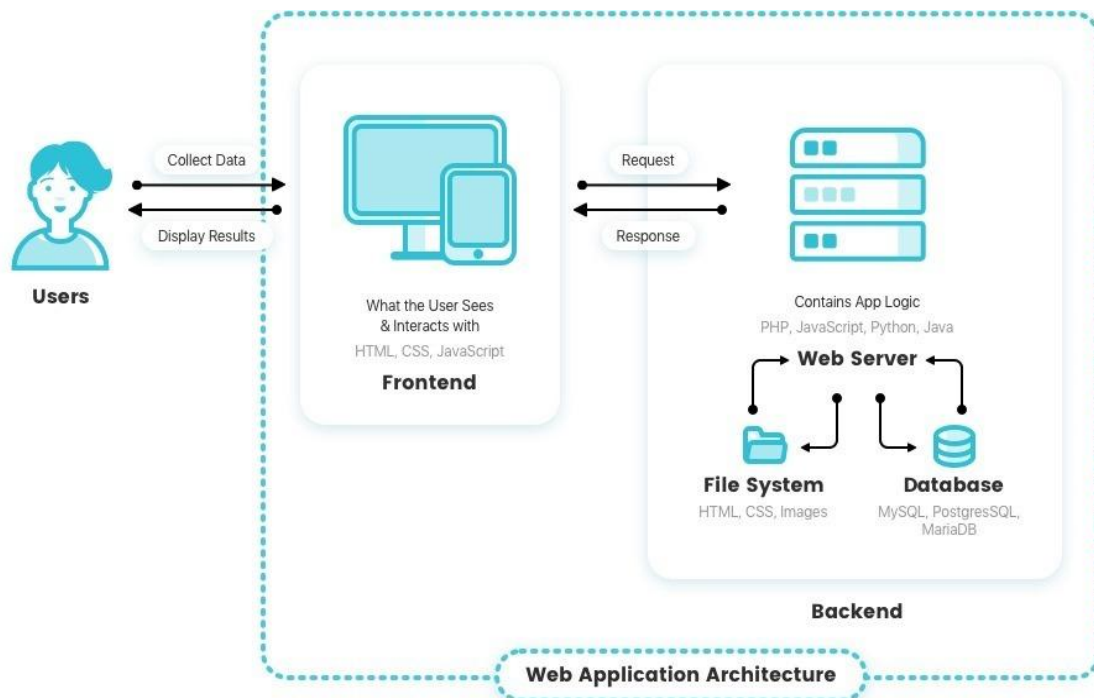 Collect Data
Display Results
Users
What the User Sees
& Interacts with
HTML, CSS, JavaScript
Frontend
Request
Response
Contains App Logic
PHP, JavaScript, Python, Java
Web Server
File System
HTML, CSS, Images
Database
MySQL, PostgresSQL,
MariaDB
Backend
Web Application Architecture